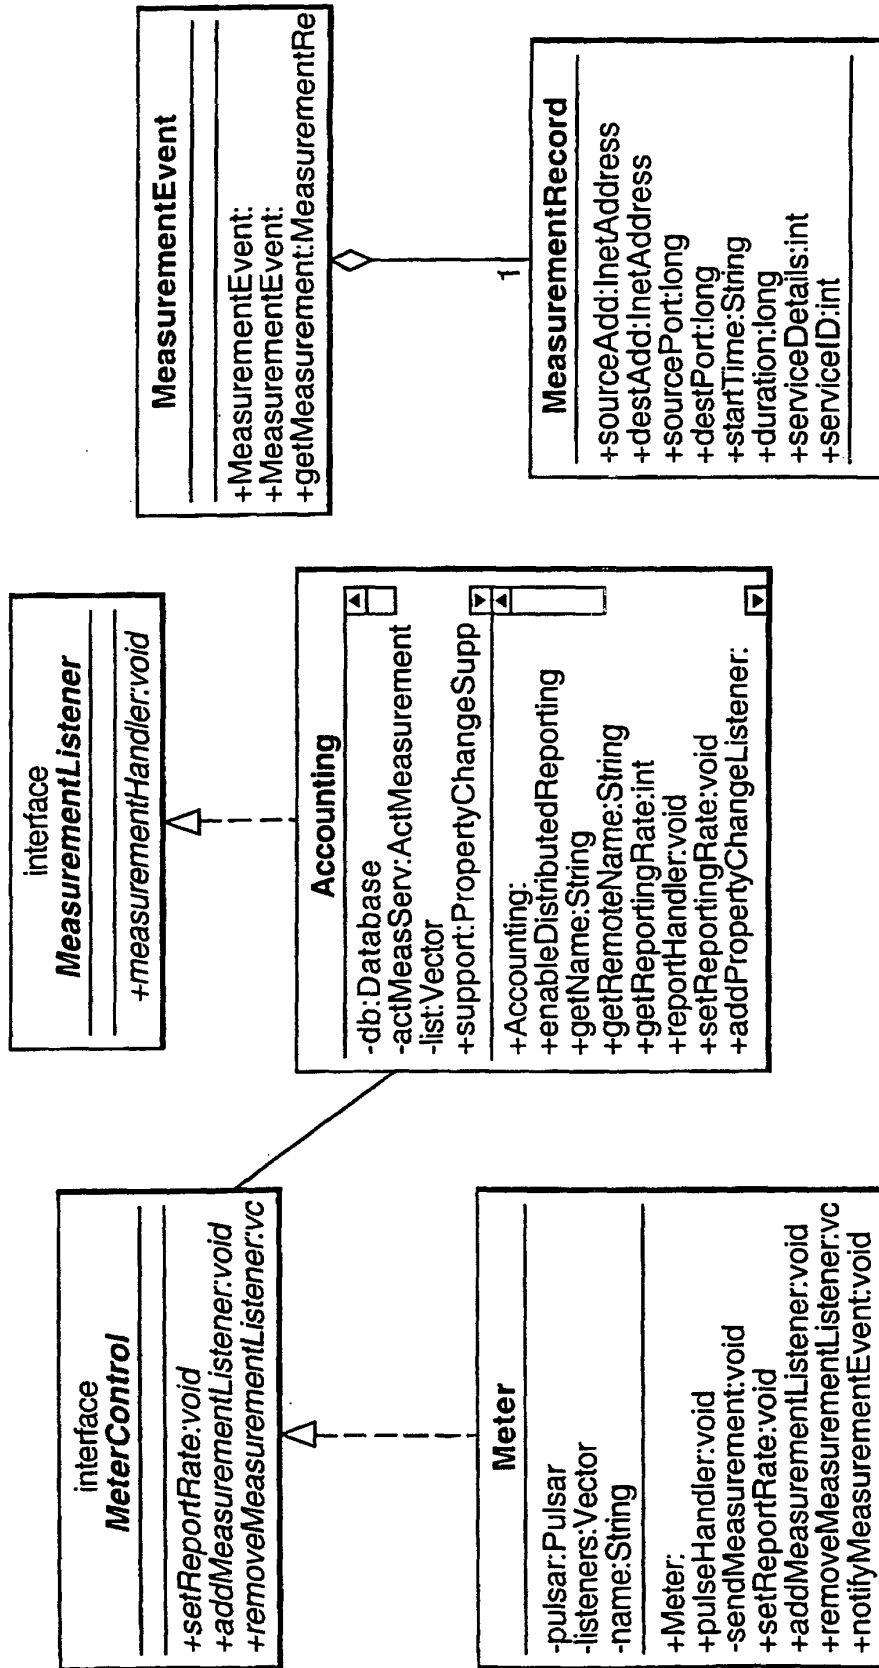 interface
MeterControl
+setReportRate:void
+addMeasurementListener:void
+removeMeasurementListener:vc
Meter
-pulsar:Pulsar
-listeners:Vector
-name:String
+Meter:
+pulseHandler:void
-sendMeasurement:void
+setReportRate:void
+addMeasurementListener:void
+removeMeasurementListener:vc
+notifyMeasurementEvent:void
interface
MeasurementListener
+measurementHandler:void
Accounting
-db:Database
-actMeasServ:ActMeasurement
-list:Vector
+support:PropertyChangeSupp
+Accounting:
+enableDistributedReporting
+getName:String
+getRemoteName:String
+getReportingRate:int
+reportHandler:void
+setReportingRate:void
+addPropertyChangeListener:
MeasurementEvent
+MeasurementEvent:
+MeasurementEvent:
+getMeasurement:MeasurementRe
1
MeasurementRecord
+sourceAdd:InetAddress
+destAdd:InetAddress
+sourcePort:long
+destPort:long
+startTime:String
+duration:long
+serviceDetails:int
+serviceID:int